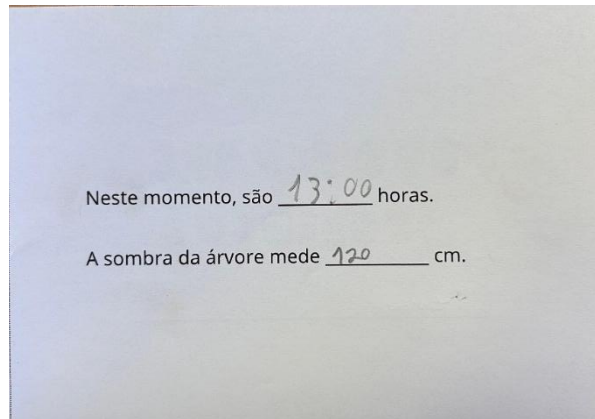 Neste momento, são 13:00 horas.
A sombra da árvore mede 120 cm.